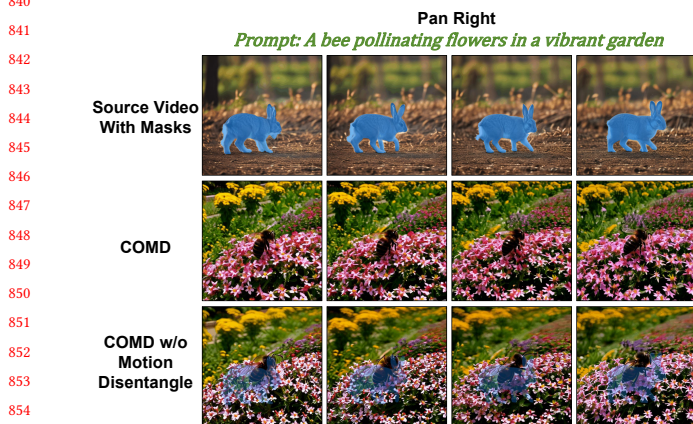 840
841
842
843
844
845
846
847
848
849
850
851
852
853
854
Pan Right
Prompt: A bee pollinating flowers in a vibrant garden
Source Video
With Masks
COMD
COMD w/o
Motion
Disentangle